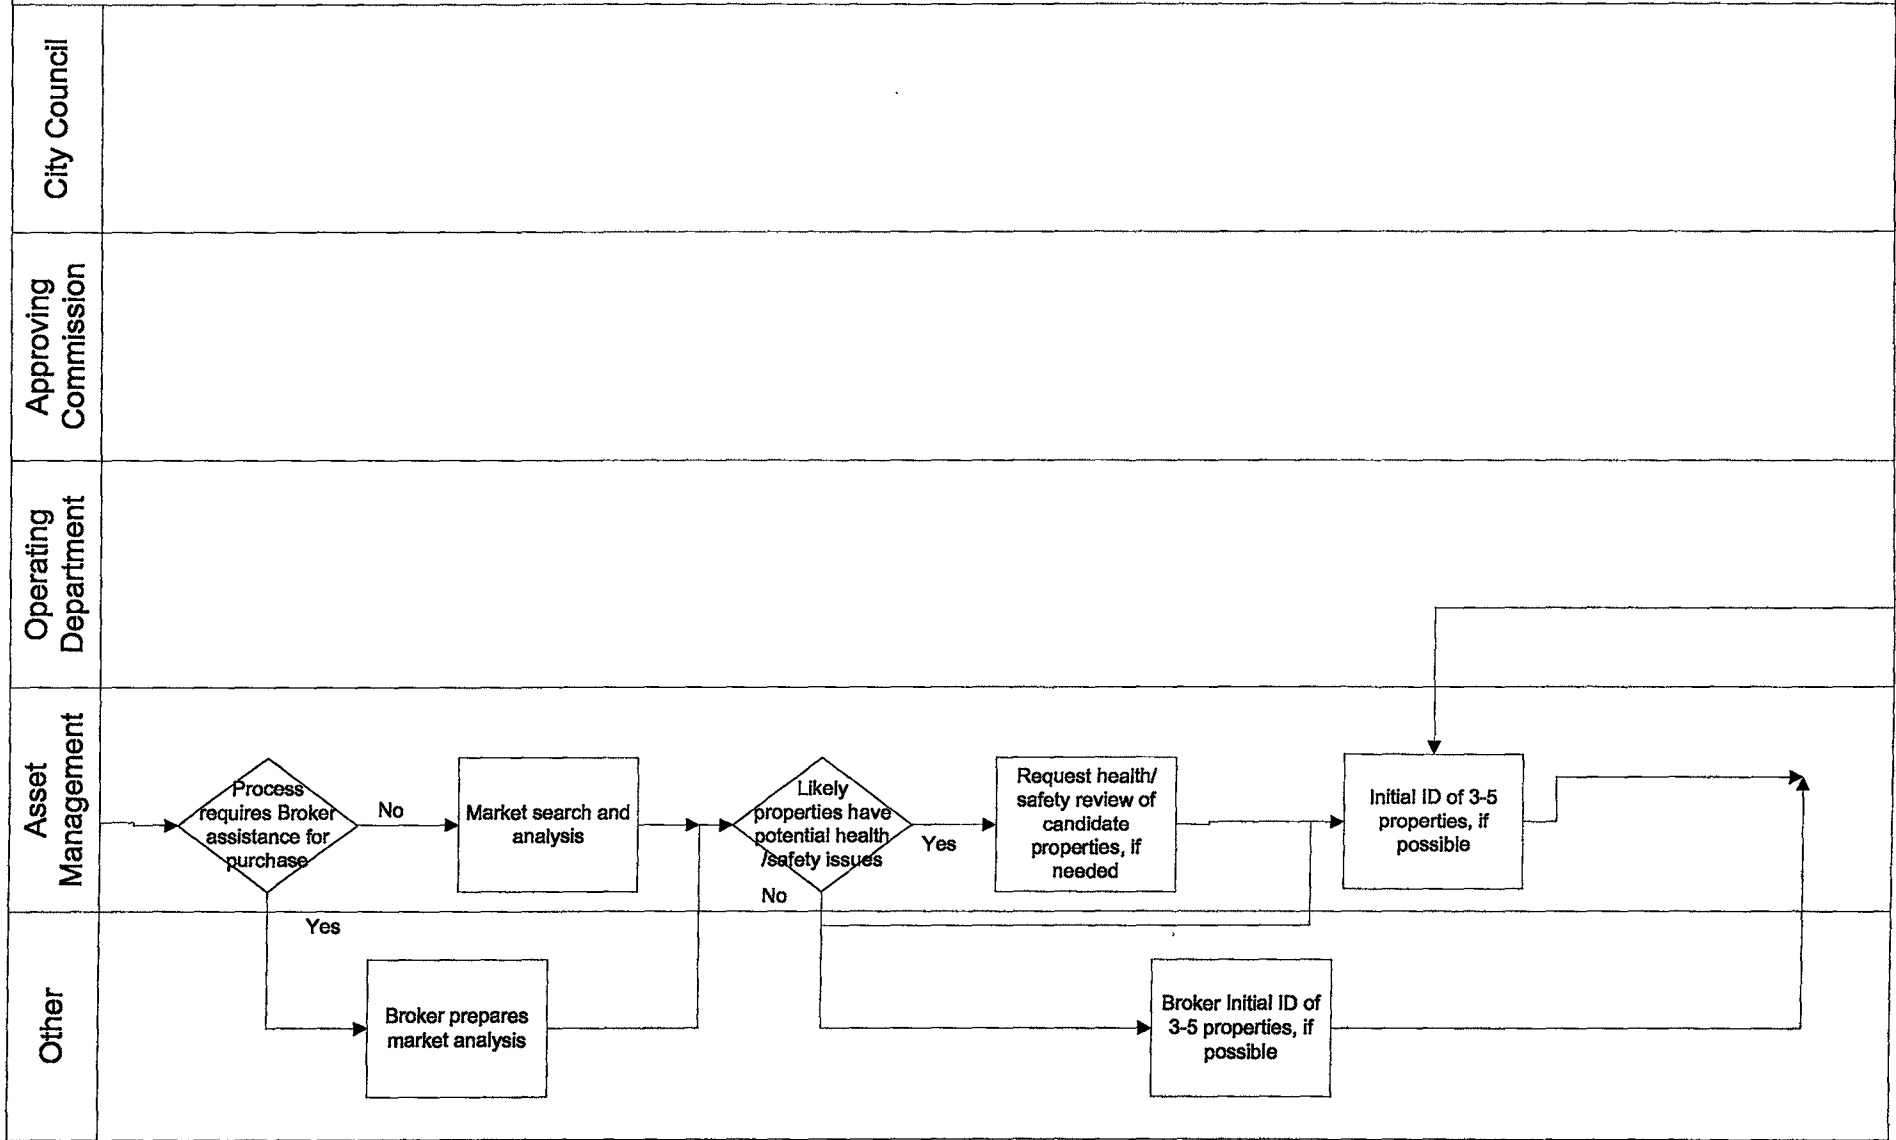 City Council
Approving
Commission
Operating
Department
Asset
Management
Process
requires Broker
assistance for
purchase
No
Yes
Market search and
analysis
Likely
properties have
potential health
/safety issues
Yes
No
Request health/
safety review of
candidate
properties, if
needed
Initial ID of 3-5
properties, if
possible
Other
Broker prepares
market analysis
Broker Initial ID of
3-5 properties, if
possible